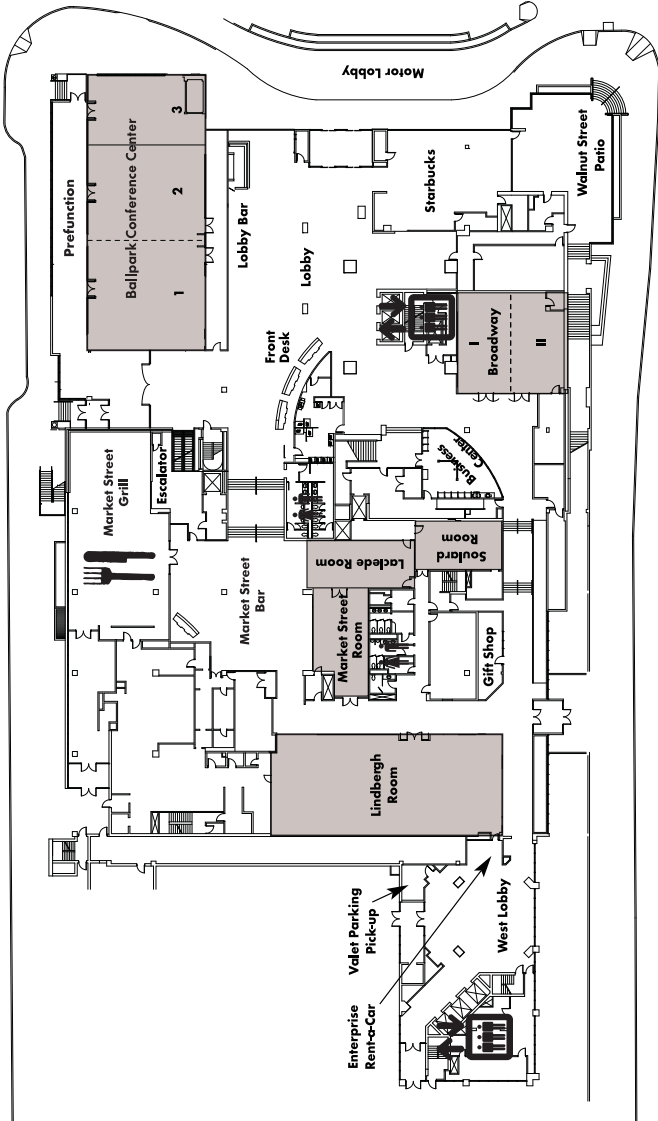 Motor Lobby
Prefunction
Ballpark Conference Center
3
2
1
Lobby Bar
Lobby
Starbucks
Walnut Street
Patio
Front
Desk
Broadway
I
II
Market Street
Grill
Escalator
Business
Center
Market Street
Bar
Laclede Room
Soulard
Room
Market Street
Room
Gift Shop
Lindbergh
Room
Valet Parking
Pick-up
West Lobby
Enterprise
Rent-a-Car